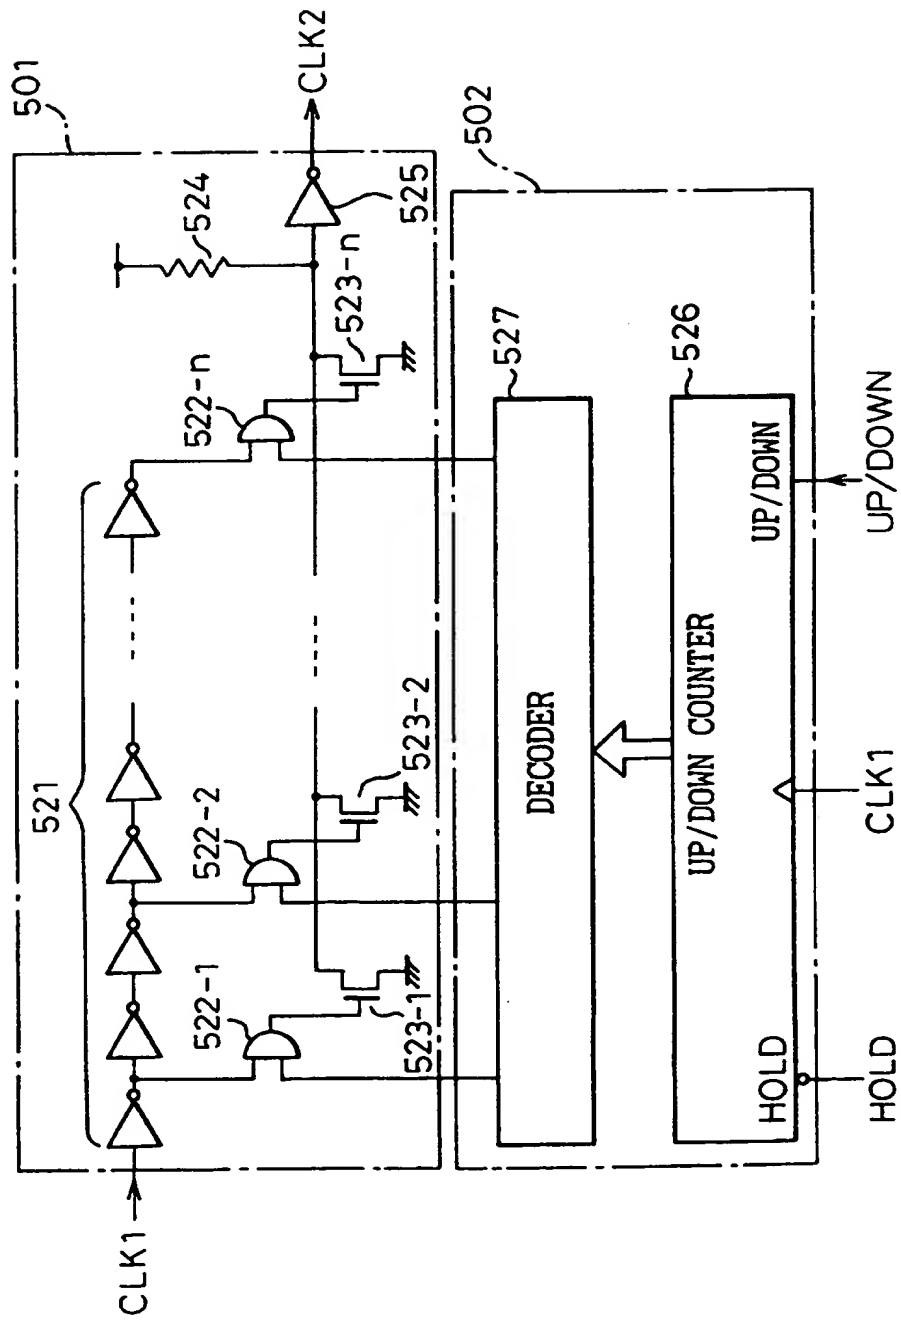 501
CLK2
524
525
523-n
522-n
521
522-2
523-2
522-1
523-1
CLK1
502
527
DECODER
526
UP/DOWN COUNTER
HOLD
UP/DOWN
HOLD
CLK1
UP/DOWN